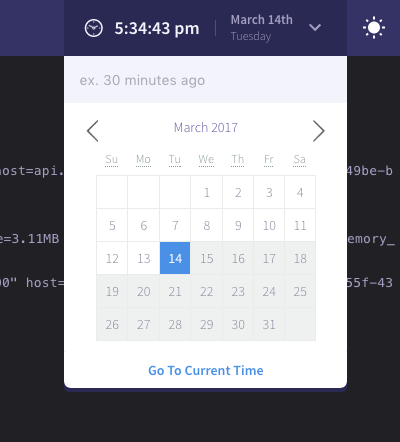 5:34:43 pm
March 14th
Tuesday
ex. 30 minutes ago
March 2017
Su Mo Tu We Th Fr Sa
1 2 3 4
5 6 7 8 9 10 11
12 13 14 15 16 17 18
19 20 21 22 23 24 25
26 27 28 29 30 31
Go To Current Time
ost=api. 49be-b
e=3.11MB emory_
00" host= 55f-43